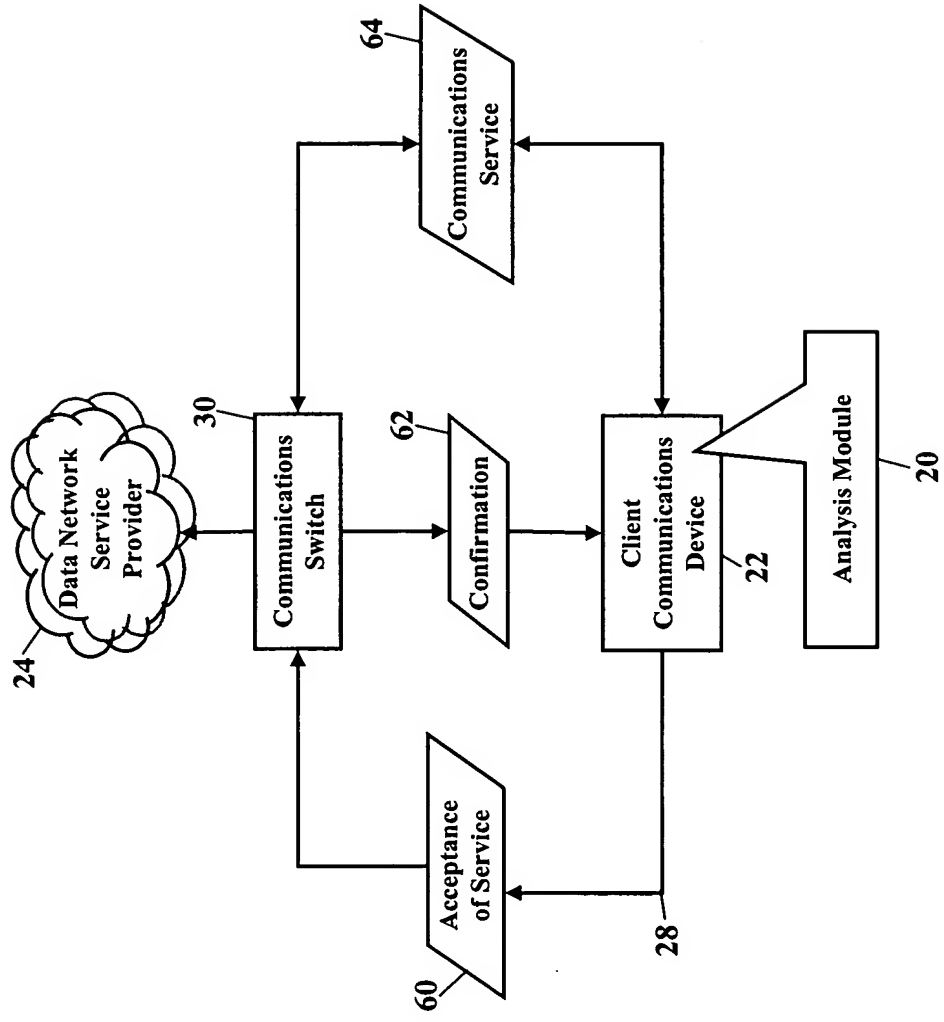 24
Data Network
Service
Provider
30
Communications
Switch
64
Communications
Service
62
Confirmation
Acceptance
of Service
60
28
Client
Communications
Device
22
Analysis Module
20